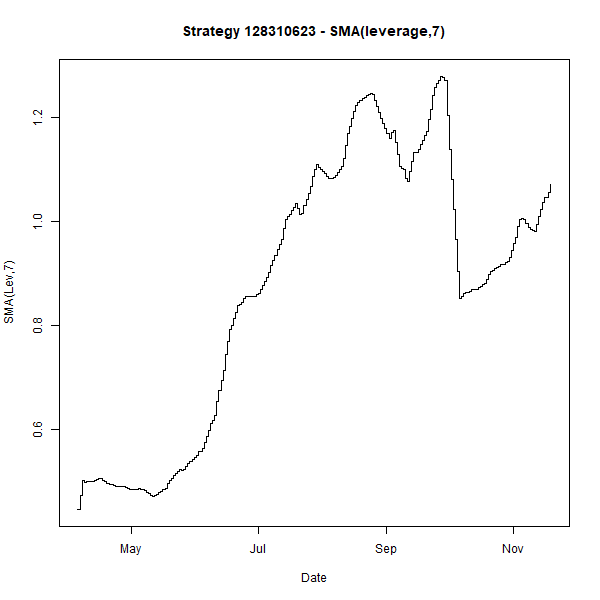 Strategy 128310623 - SMA(leverage,7)
1.2
1.0
0.8
0.6
SMA(Lev,7)
May Jul Sep Nov
Date